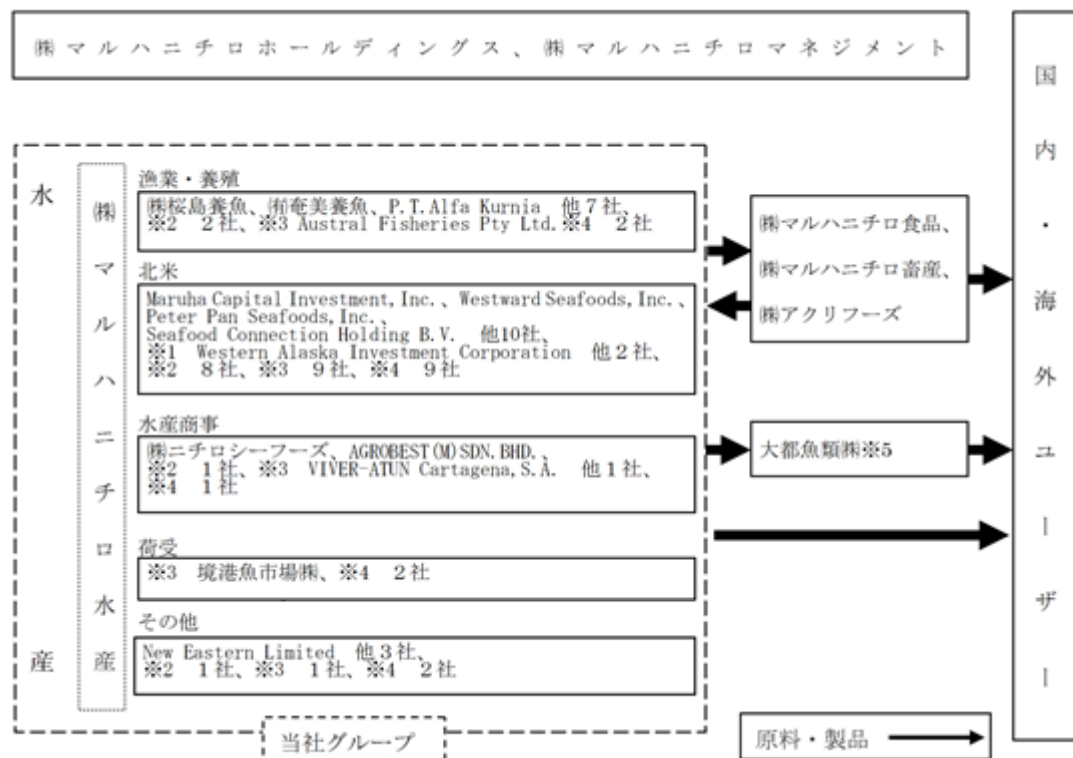 ㈱マルハニチロホールディングス、㈱マルハニチロマネジメント
国内・海外ユーザー
水産
㈱マルハニチロ水産
漁業・養殖
㈱桜島養魚、㈲奄美養魚、P.T.Alfa Kurnia 他7社、
※2 2社、※3 Austral Fisheries Pty Ltd.※4 2社
北米
Maruha Capital Investment,Inc.、Westward Seafoods,Inc.、
Peter Pan Seafoods,Inc.、
Seafood Connection Holding B.V. 他10社、
※1 Western Alaska Investment Corporation 他2社、
※2 8社、※3 9社、※4 9社
水産商事
㈱ニチロシーフーズ、AGROBEST(M)SDN.BHD.、
※2 1社、※3 VIVER-ATUN Cartagena,S.A. 他1社、
※4 1社
荷受
※3 境港魚市場㈱、※4 2社
その他
New Eastern Limited 他3社、
※2 1社、※3 1社、※4 2社
㈱マルハニチロ食品、
㈱マルハニチロ畜産、
㈱アクリフーズ
大都魚類㈱※5
当社グループ
原料・製品